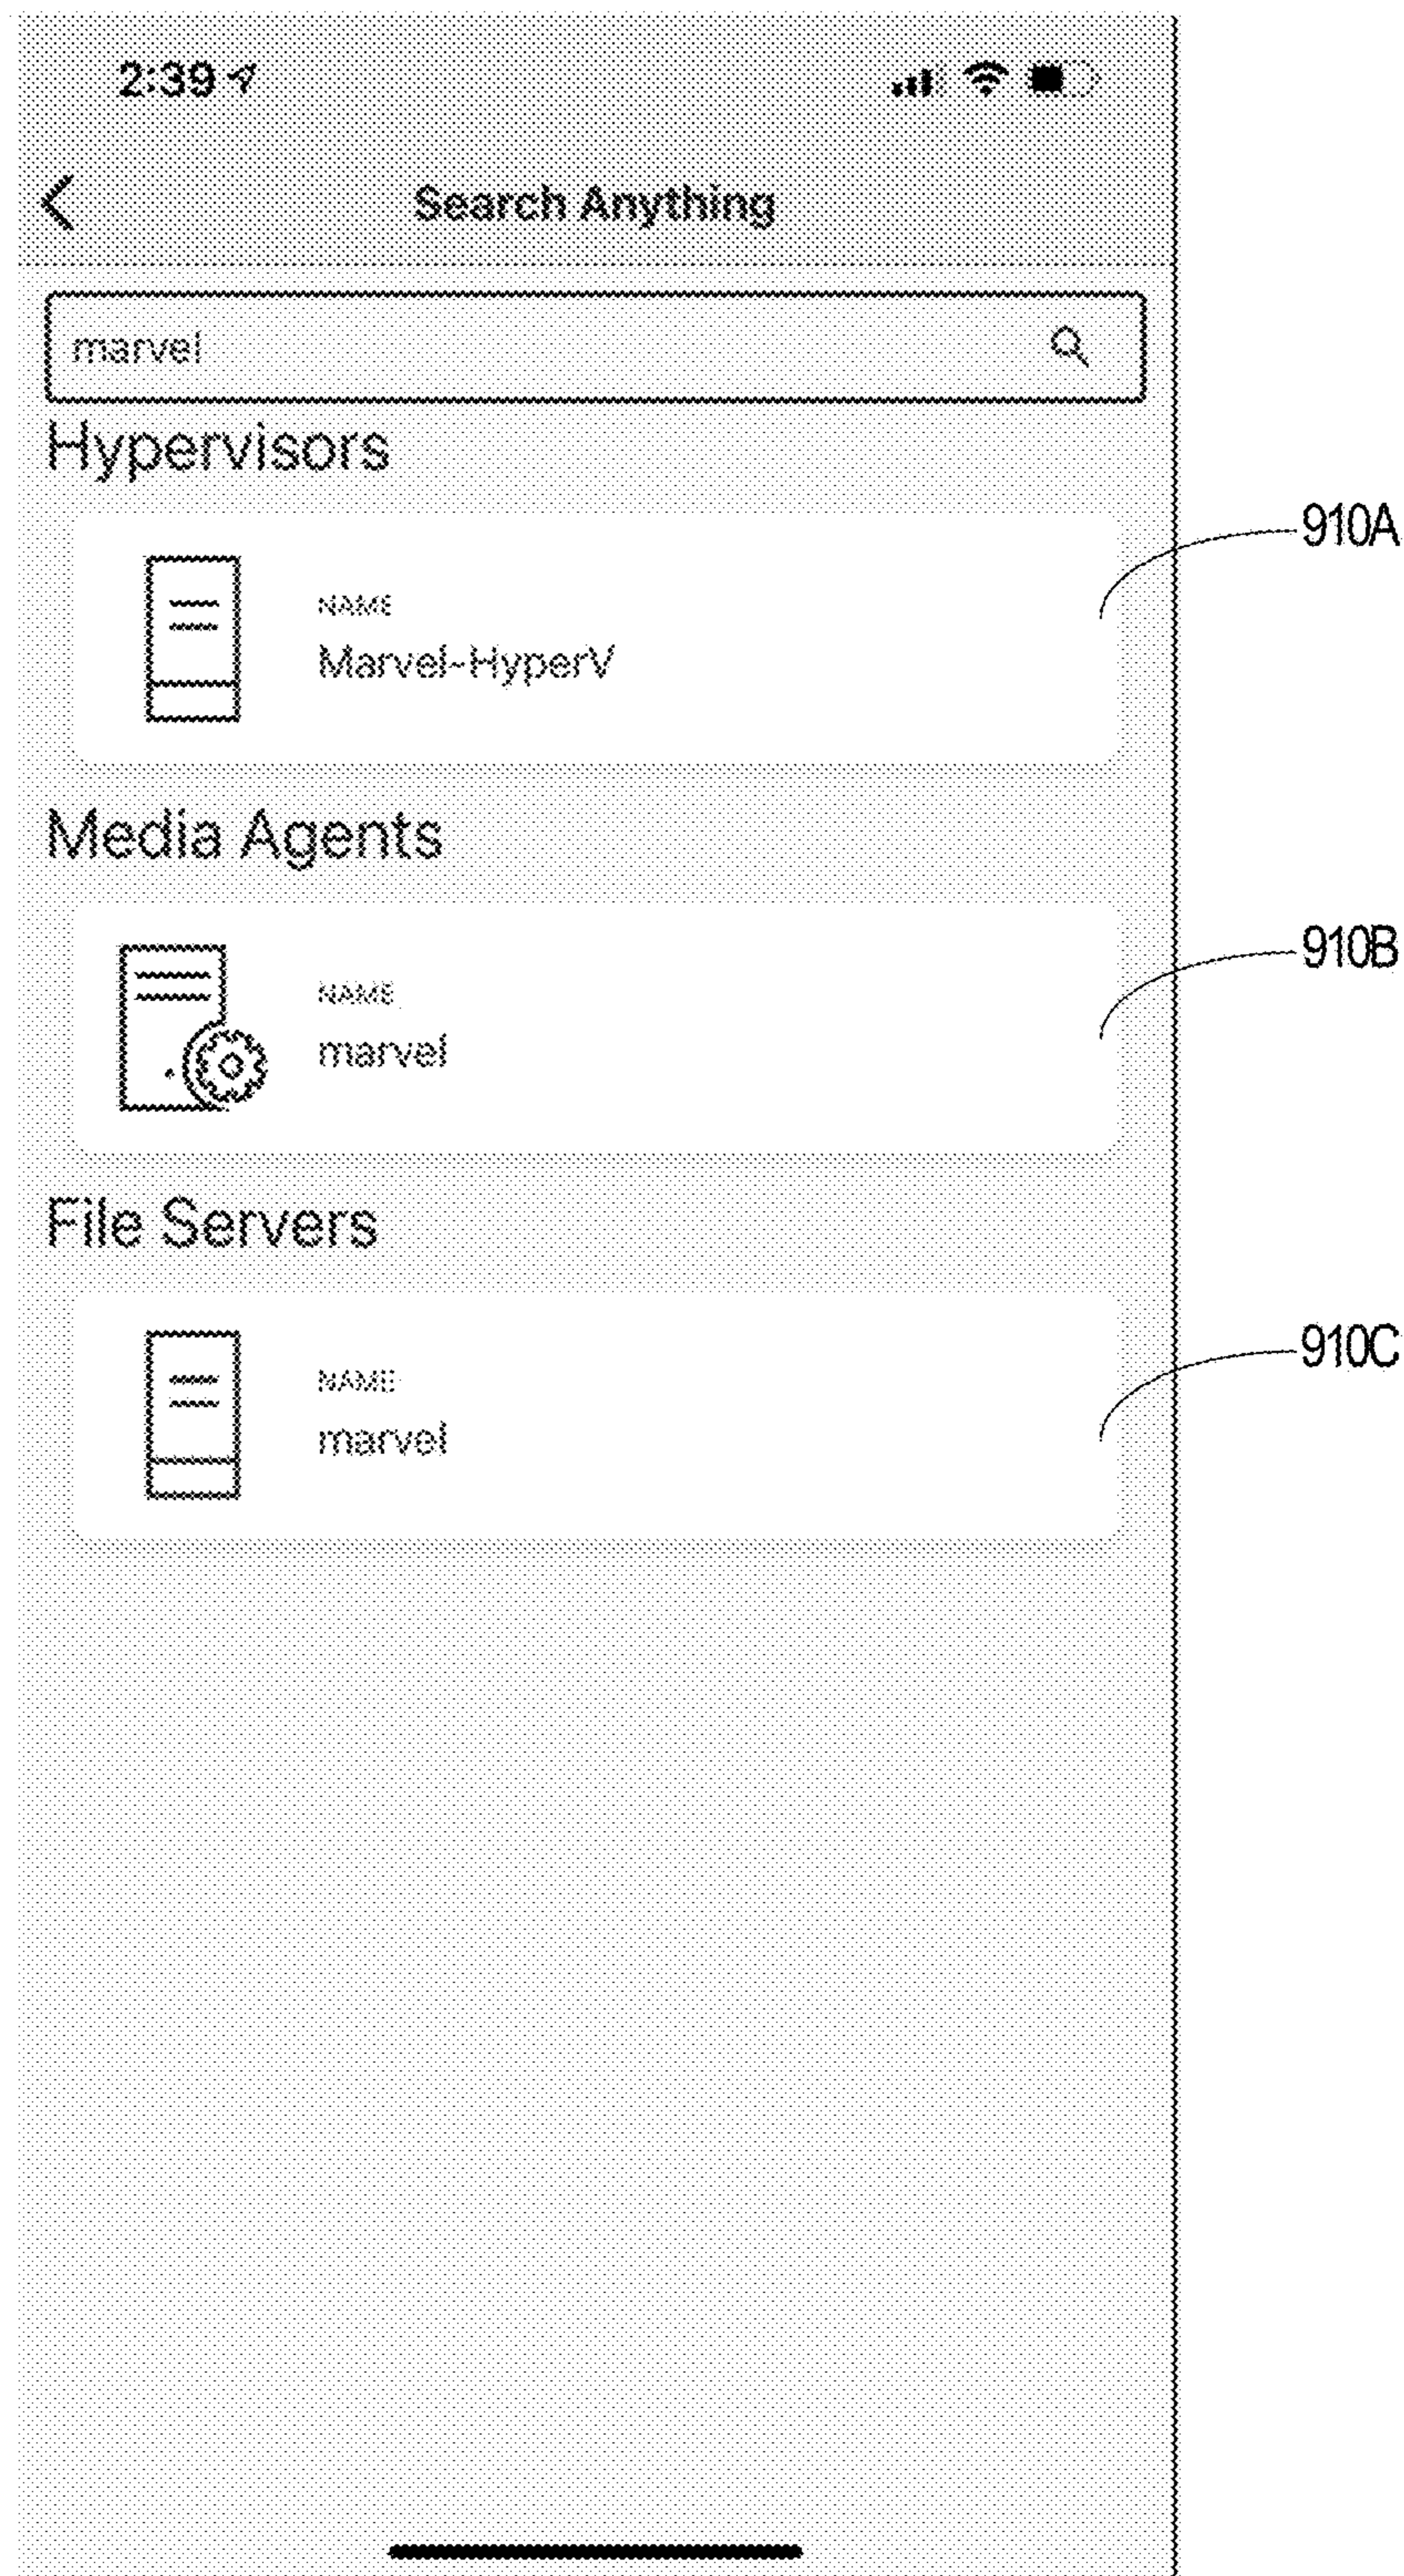 2:39
Search Anything
marvel
Hypervisors
910A
NAME
Marvel-HyperV
Media Agents
910B
NAME
marvel
File Servers
910C
NAME
marvel